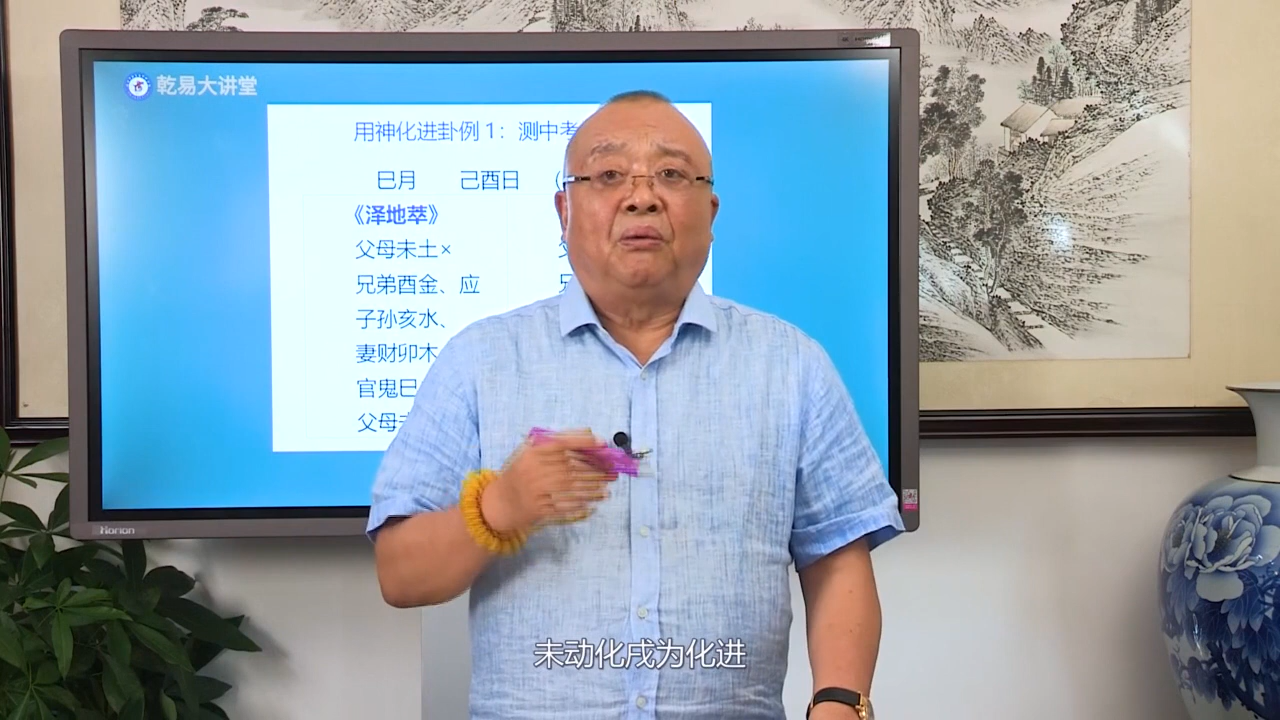 乾易大讲堂
用神化进卦例1：测中考
巳月 己酉日 （
《泽地萃》
父母未土×
兄弟酉金、应
子孙亥水、
妻财卯木
官鬼巳
父母
Horion
未动化戌为化进